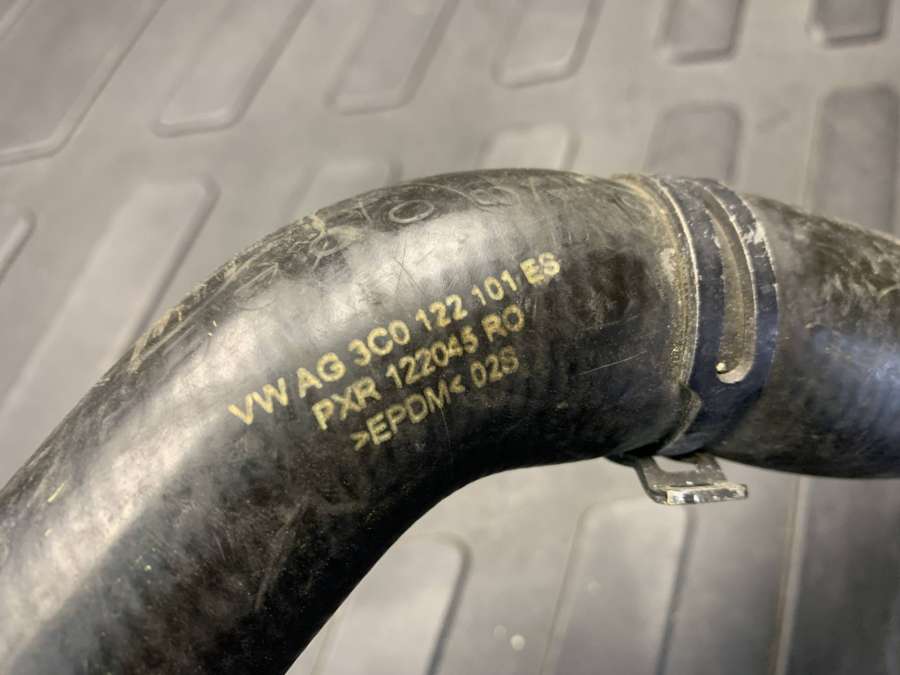 VW AG 3C0 122 101 ES
PXR 122045 RO
>EPDM< 02S